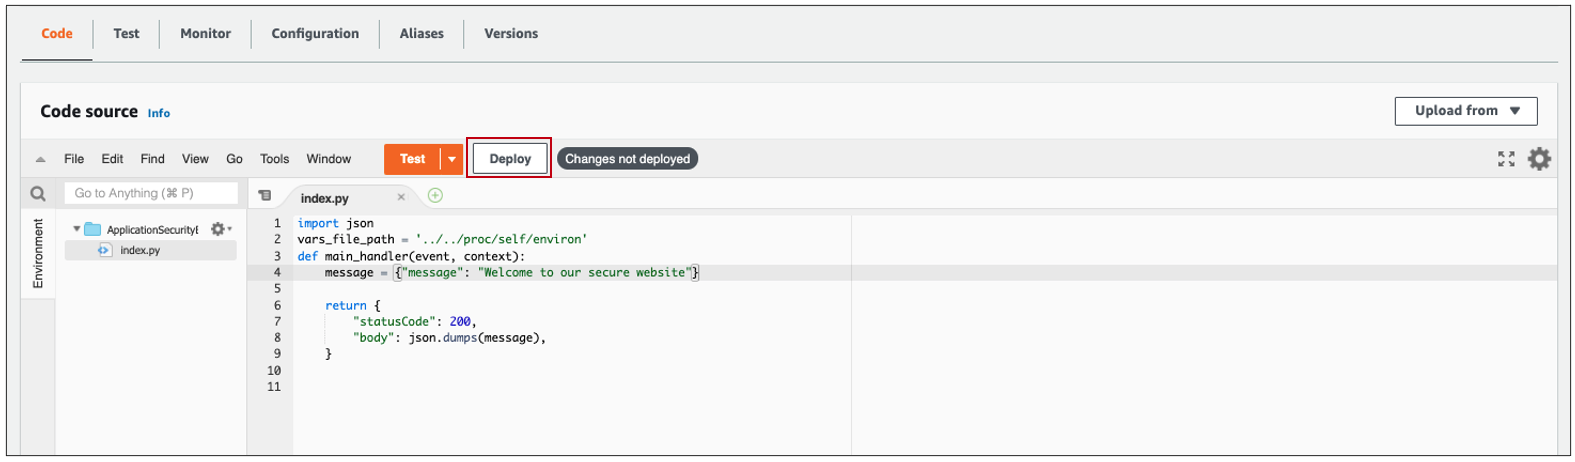 Code Test Monitor Configuration Aliases Versions
Code source Info
Upload from
File Edit Find View Go Tools Window Test Deploy Changes not deployed
Go to Anything (⌘ P)
index.py
Environment
ApplicationSecurityE
index.py
1 import json
2 vars_file_path = '../../proc/self/environ'
3 def main_handler(event, context):
4 message = {"message": "Welcome to our secure website"}
5
6 return {
7 "statusCode": 200,
8 "body": json.dumps(message),
9 }
10
11